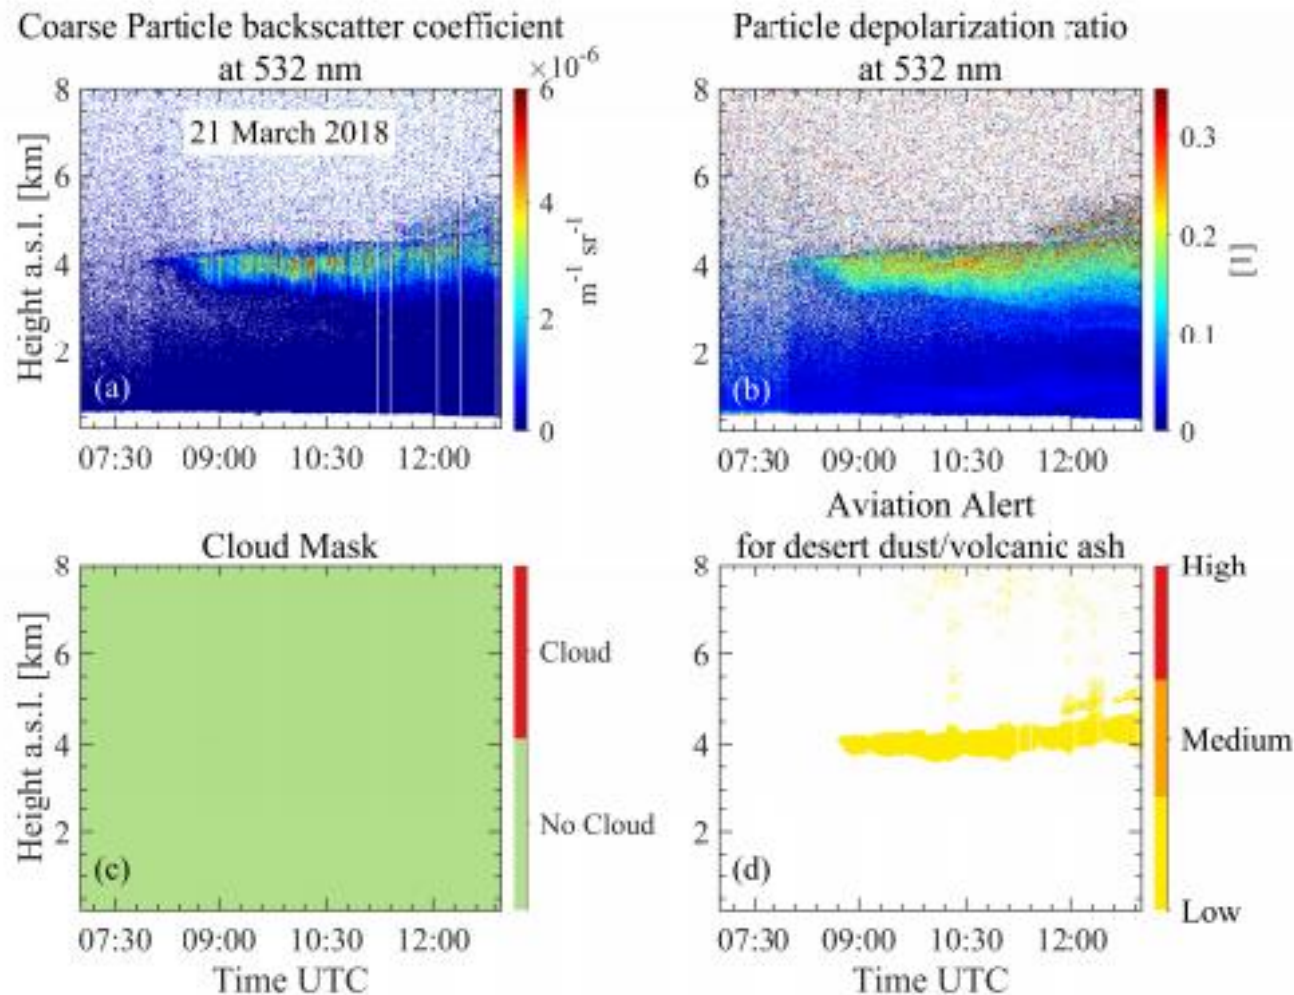 Coarse Particle backscatter coefficient
at 532 nm
×10⁻⁶
21 March 2018
8
6
4
2
Height a.s.l. [km]
(a)
07:30 09:00 10:30 12:00
6
4
2
0
m⁻¹ sr⁻¹
Particle depolarization ratio
at 532 nm
8
6
4
2
(b)
07:30 09:00 10:30 12:00
0.3
0.2
0.1
0
[1]
Cloud Mask
8
6
4
2
Height a.s.l. [km]
(c)
07:30 09:00 10:30 12:00
Time UTC
Cloud
No Cloud
Aviation Alert
for desert dust/volcanic ash
8
6
4
2
(d)
07:30 09:00 10:30 12:00
Time UTC
High
Medium
Low